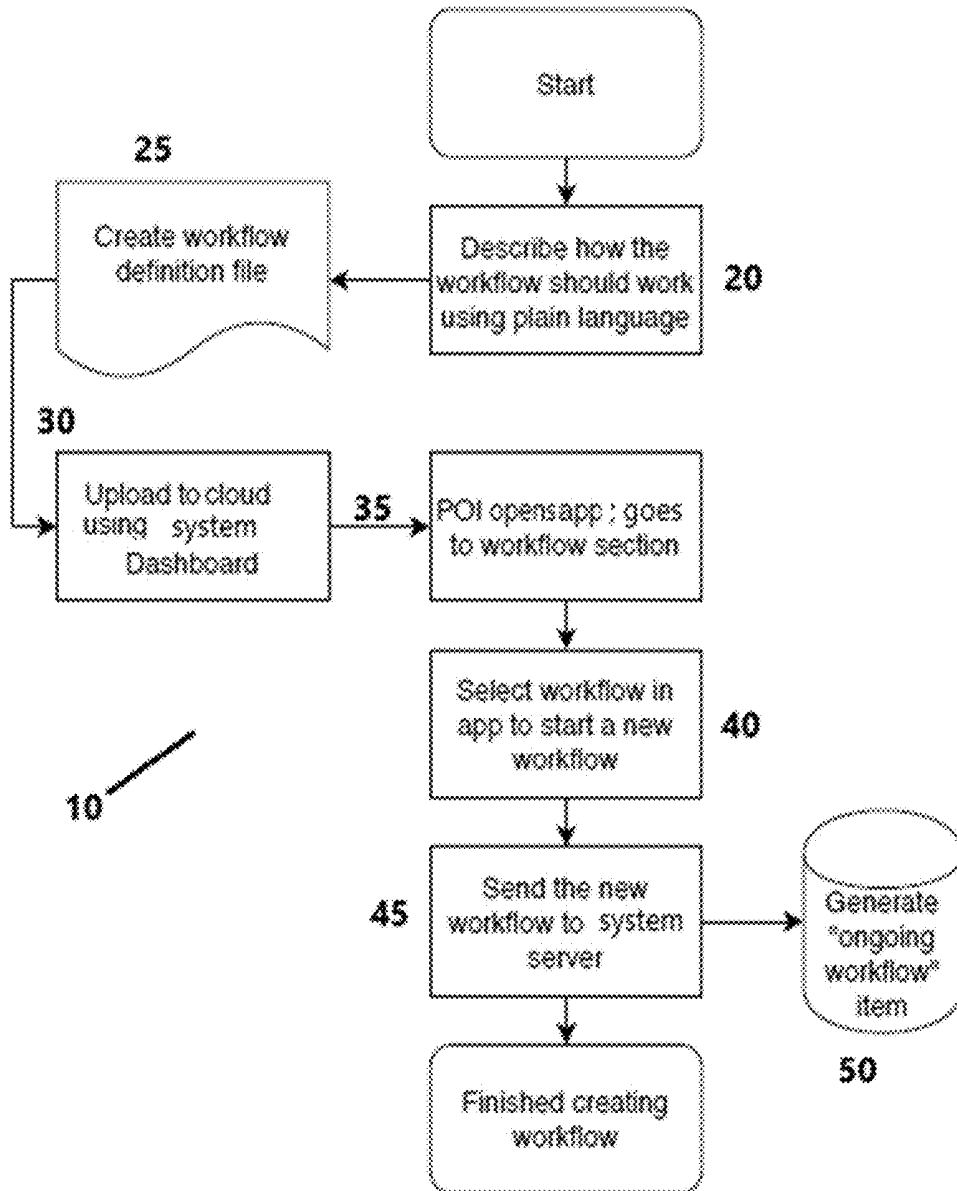 Start
25
Create workflow
definition file
Describe how the
workflow should work
using plain language
20
30
Upload to cloud
using system
Dashboard
35
POI opensapp ; goes
to workflow section
Select workflow in
app to start a new
workflow
40
10
45
Send the new
workflow to system
server
Generate
"ongoing
workflow"
item
50
Finished creating
workflow